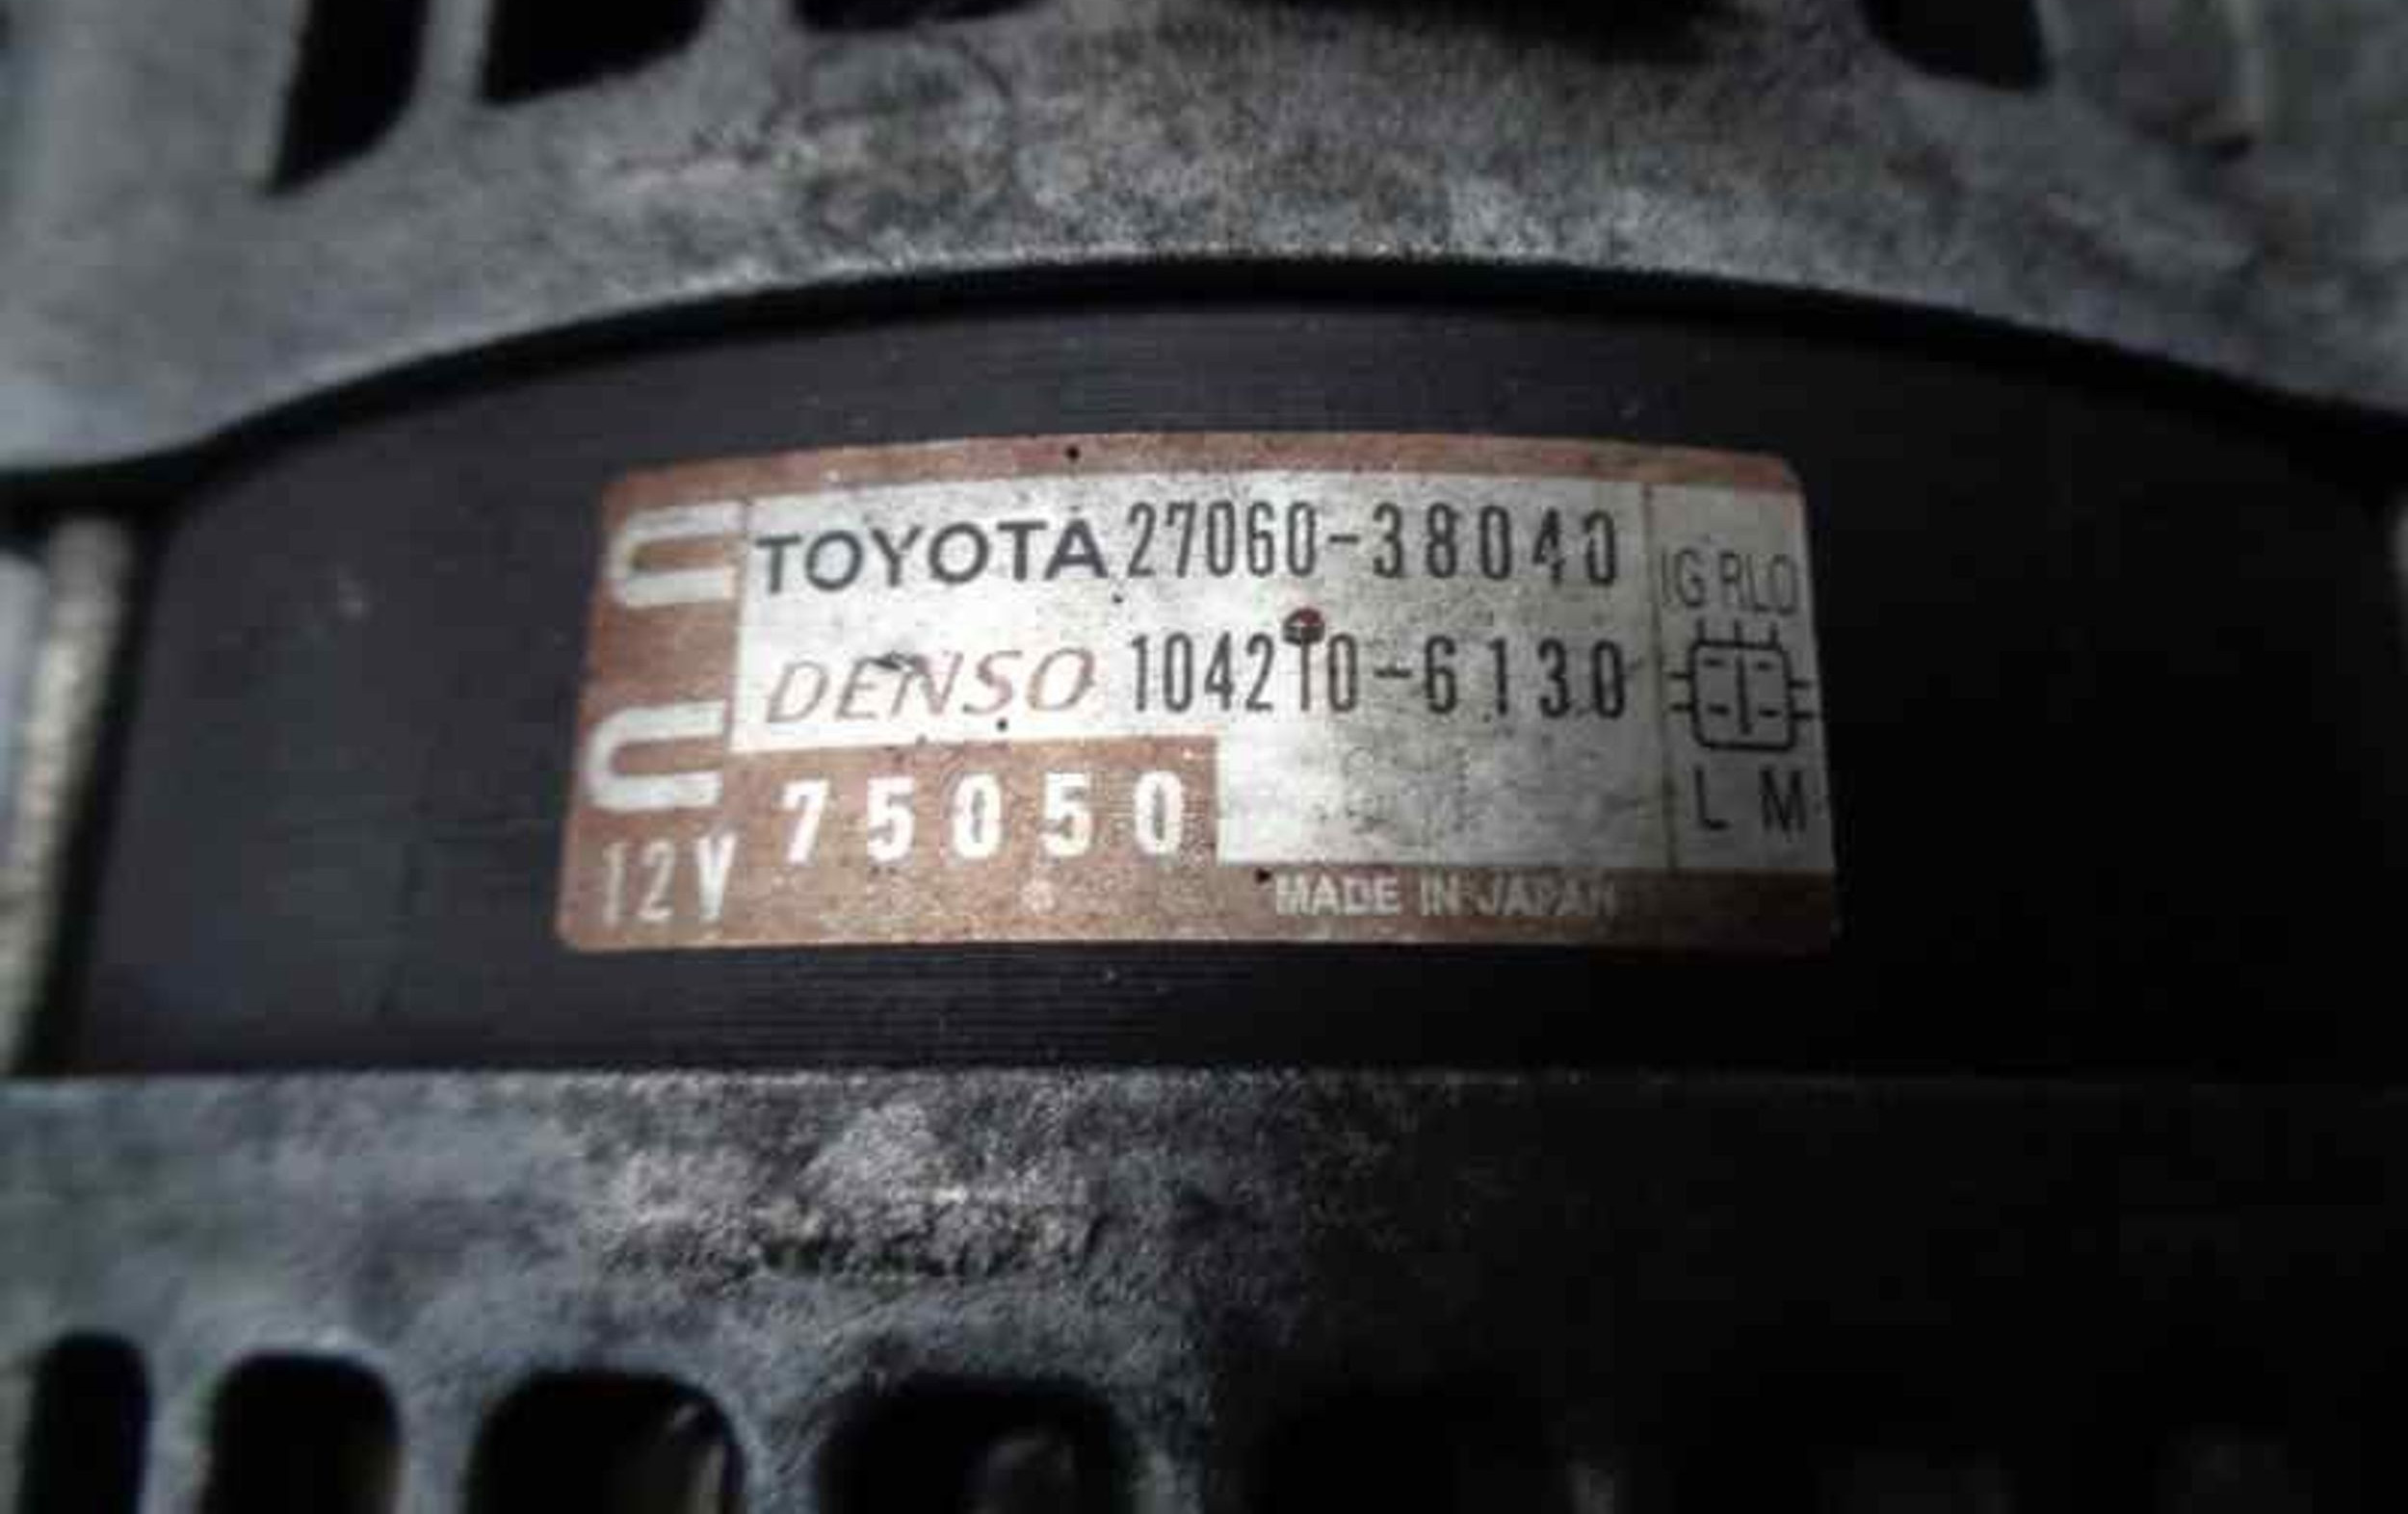 TOYOTA 27060-38040
DENSO 104210-6130
75050
12V
MADE IN JAPAN
IG RLO
L M